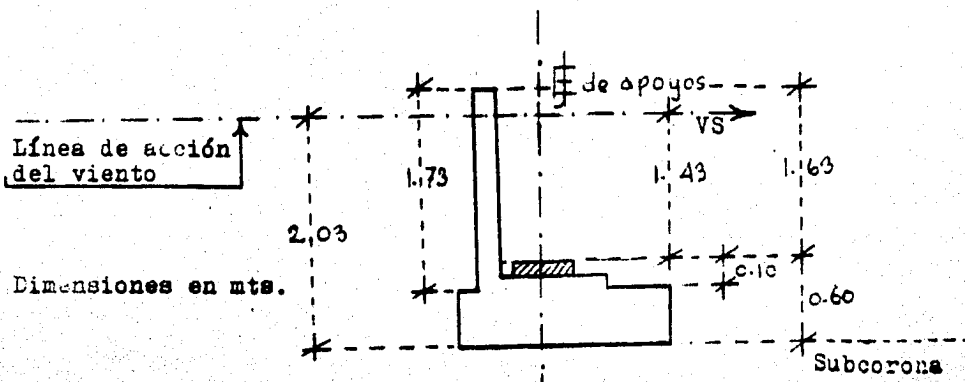 ℄ de apoyos
VS
Línea de acción
del viento
1.73
1.43
1.63
2.03
0.10
Dimensiones en mts.
0.60
Subcorona